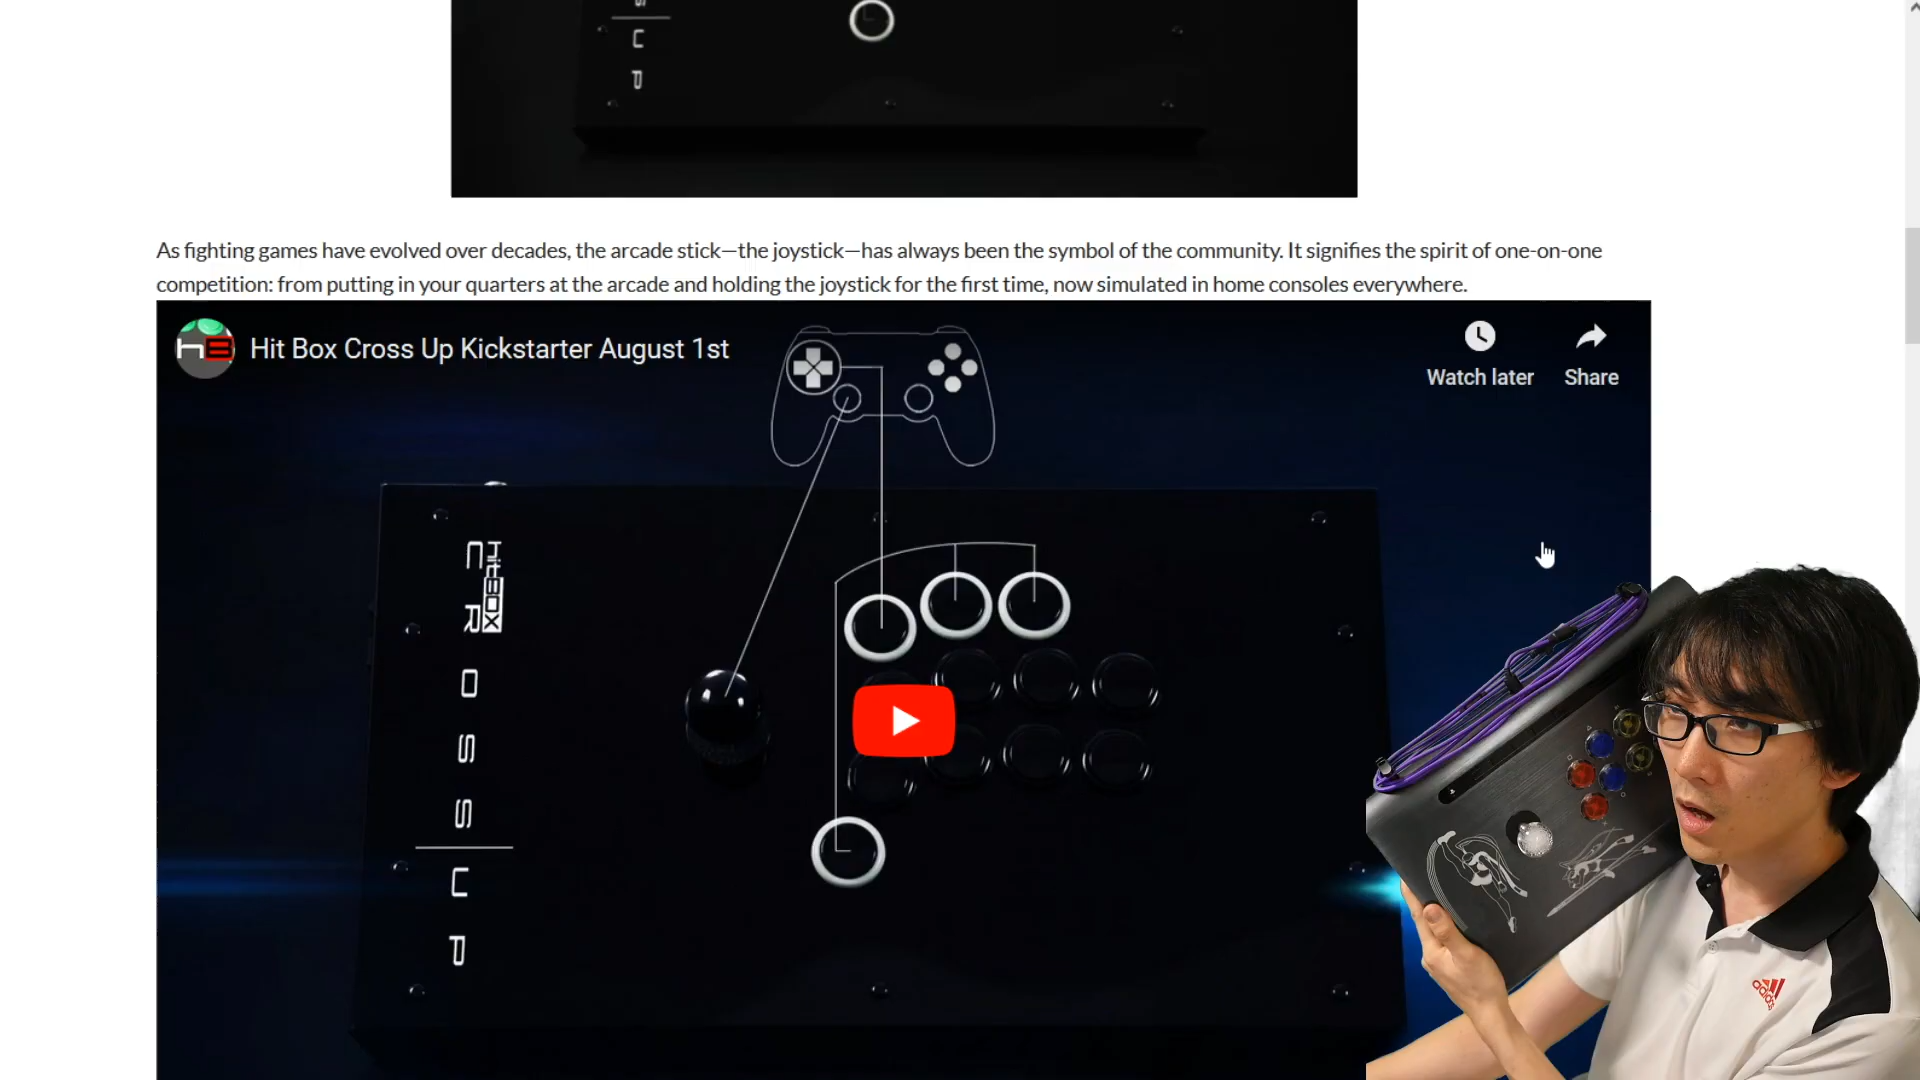 S
U
P
As fighting games have evolved over decades, the arcade stick—the joystick—has always been the symbol of the community. It signifies the spirit of one-on-one
competition: from putting in your quarters at the arcade and holding the joystick for the first time, now simulated in home consoles everywhere.
hB
Hit Box Cross Up Kickstarter August 1st
Watch later
Share
hitBOX
C
R
O
S
S
U
P
adidas